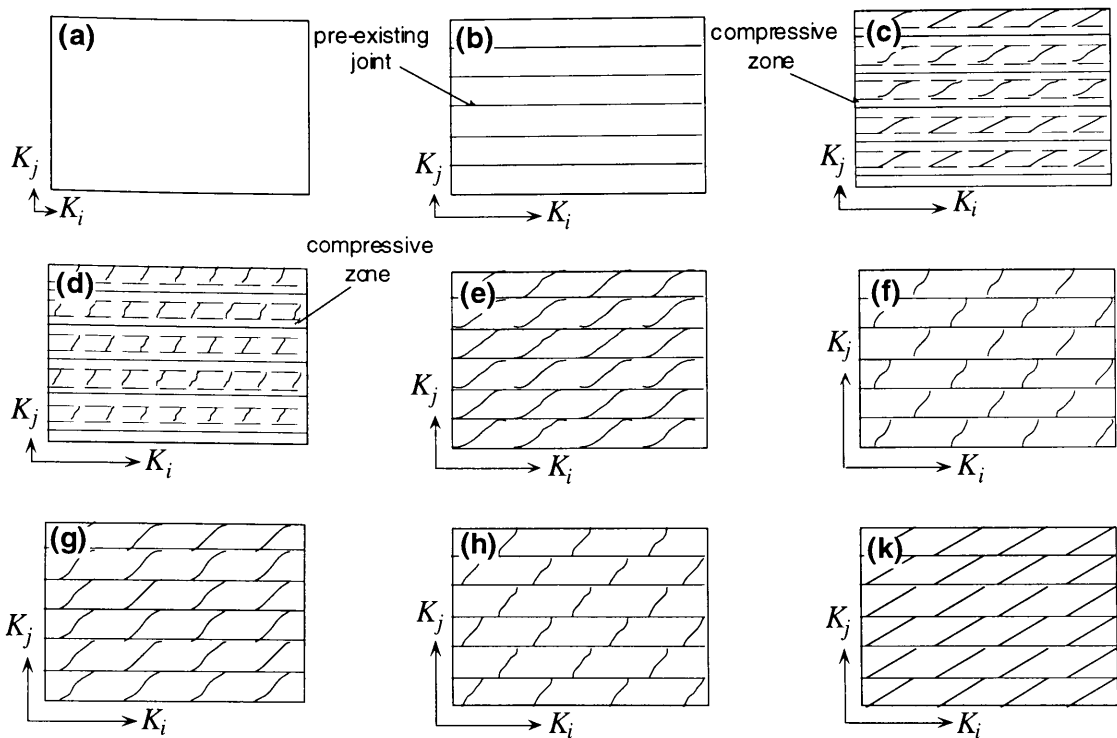 (a)
K_j
K_i
pre-existing
joint
(b)
K_j
K_i
compressive
zone
(c)
K_j
K_i
(d)
compressive
zone
K_j
K_i
(e)
K_j
K_i
(f)
K_j
K_i
(g)
K_j
K_i
(h)
K_j
K_i
(k)
K_j
K_i